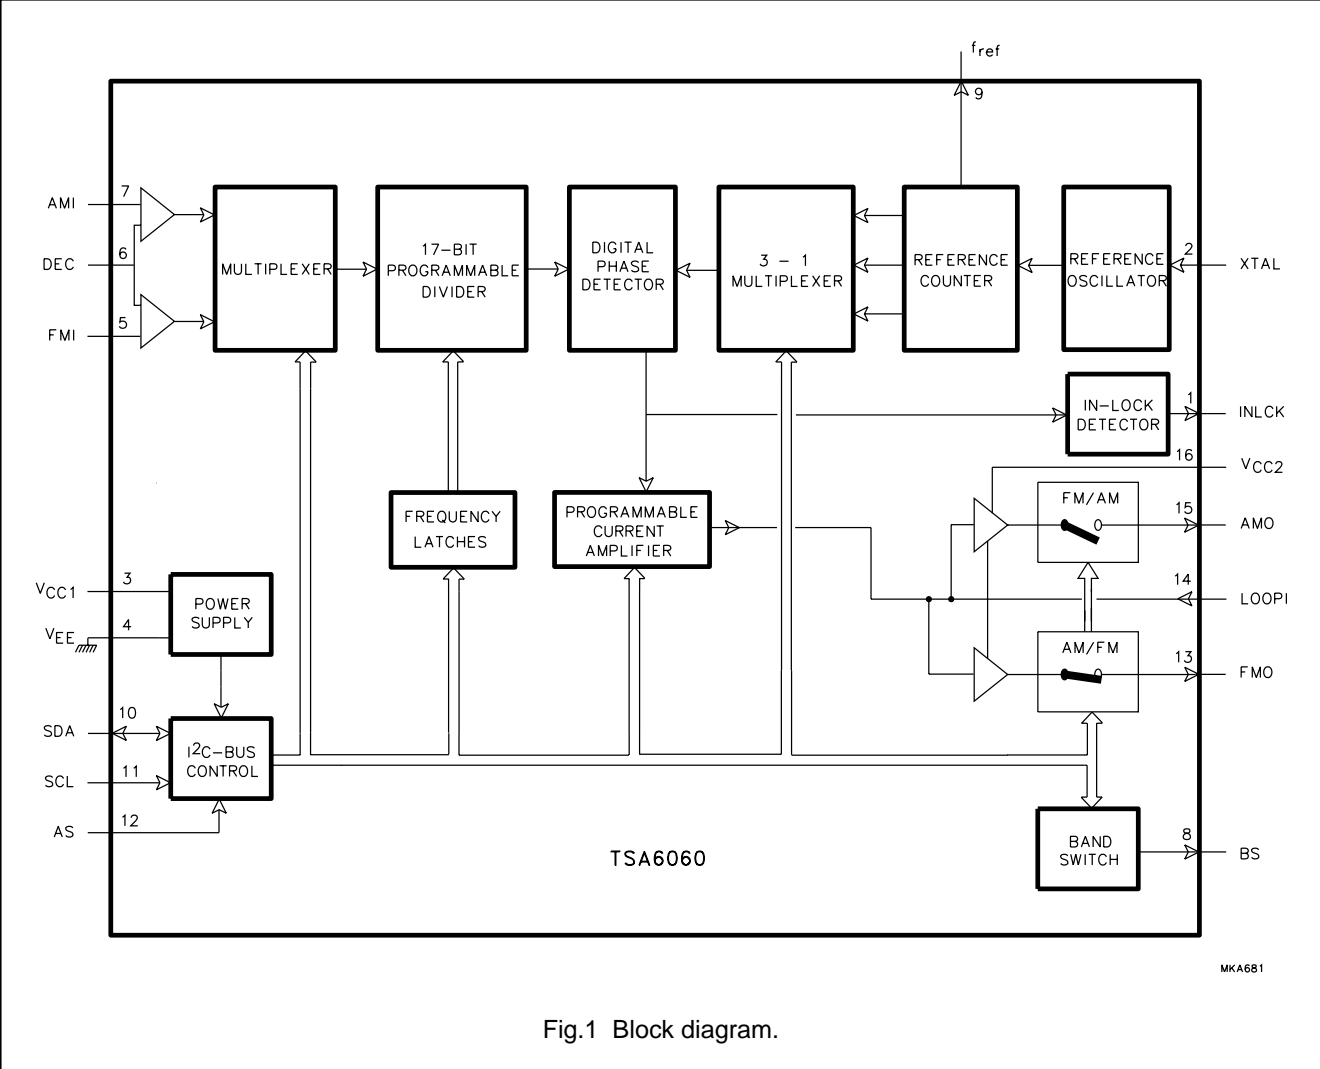 fref
9
AMI
7
DEC
6
FMI
5
MULTIPLEXER
17-BIT
PROGRAMMABLE
DIVIDER
DIGITAL
PHASE
DETECTOR
3 - 1
MULTIPLEXER
REFERENCE
COUNTER
REFERENCE
OSCILLATOR
2
XTAL
IN-LOCK
DETECTOR
1
INLCK
16
VCC2
FREQUENCY
LATCHES
PROGRAMMABLE
CURRENT
AMPLIFIER
FM/AM
15
AMO
14
LOOPI
VCC1
3
VEE
4
POWER
SUPPLY
AM/FM
13
FMO
SDA
10
SCL
11
AS
12
I2C-BUS
CONTROL
BAND
SWITCH
8
BS
TSA6060
MKA681
Fig.1 Block diagram.